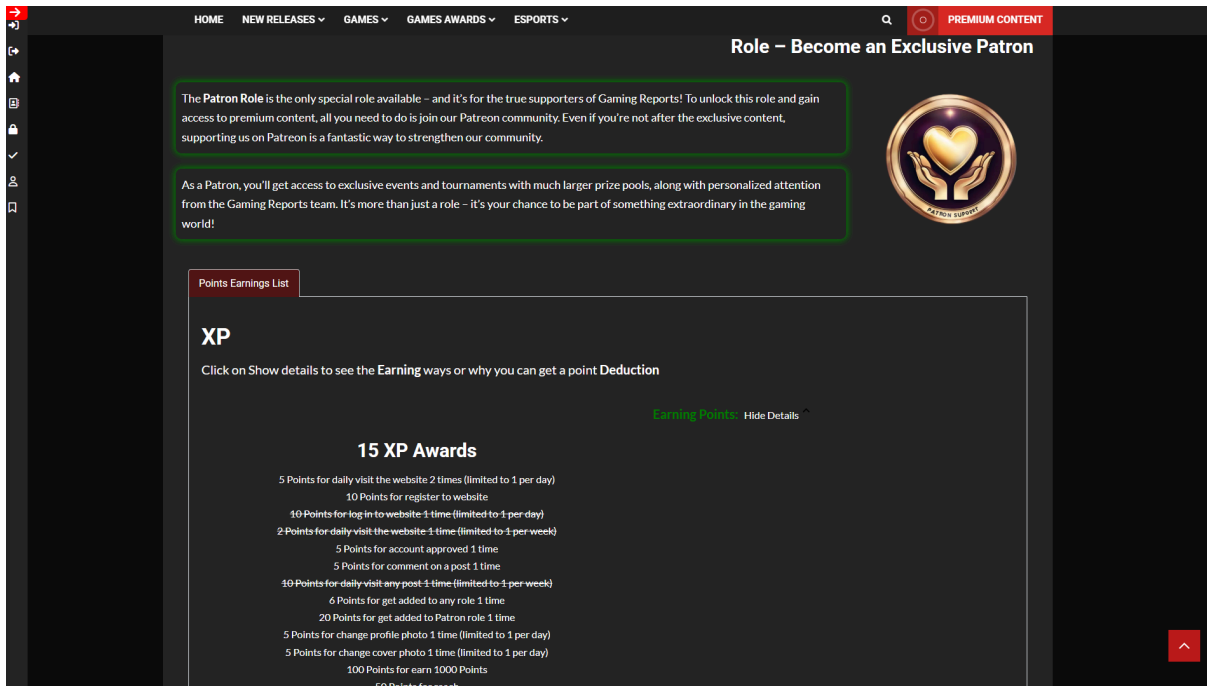 HOME NEW RELEASES GAMES GAMES AWARDS ESPORTS PREMIUM CONTENT
Role – Become an Exclusive Patron
The Patron Role is the only special role available – and it's for the true supporters of Gaming Reports! To unlock this role and gain
access to premium content, all you need to do is join our Patreon community. Even if you're not after the exclusive content,
supporting us on Patreon is a fantastic way to strengthen our community.
As a Patron, you'll get access to exclusive events and tournaments with much larger prize pools, along with personalized attention
from the Gaming Reports team. It's more than just a role – it's your chance to be part of something extraordinary in the gaming
world!
PATRON SUPPORT
Points Earnings List
XP
Click on Show details to see the Earning ways or why you can get a point Deduction
Earning Points: Hide Details
15 XP Awards
5 Points for daily visit the website 2 times (limited to 1 per day)
10 Points for register to website
10 Points for log in to website 1 time (limited to 1 per day)
2 Points for daily visit the website 1 time (limited to 1 per week)
5 Points for account approved 1 time
5 Points for comment on a post 1 time
10 Points for daily visit any post 1 time (limited to 1 per week)
6 Points for get added to any role 1 time
20 Points for get added to Patron role 1 time
5 Points for change profile photo 1 time (limited to 1 per day)
5 Points for change cover photo 1 time (limited to 1 per day)
100 Points for earn 1000 Points
50 Points for reach